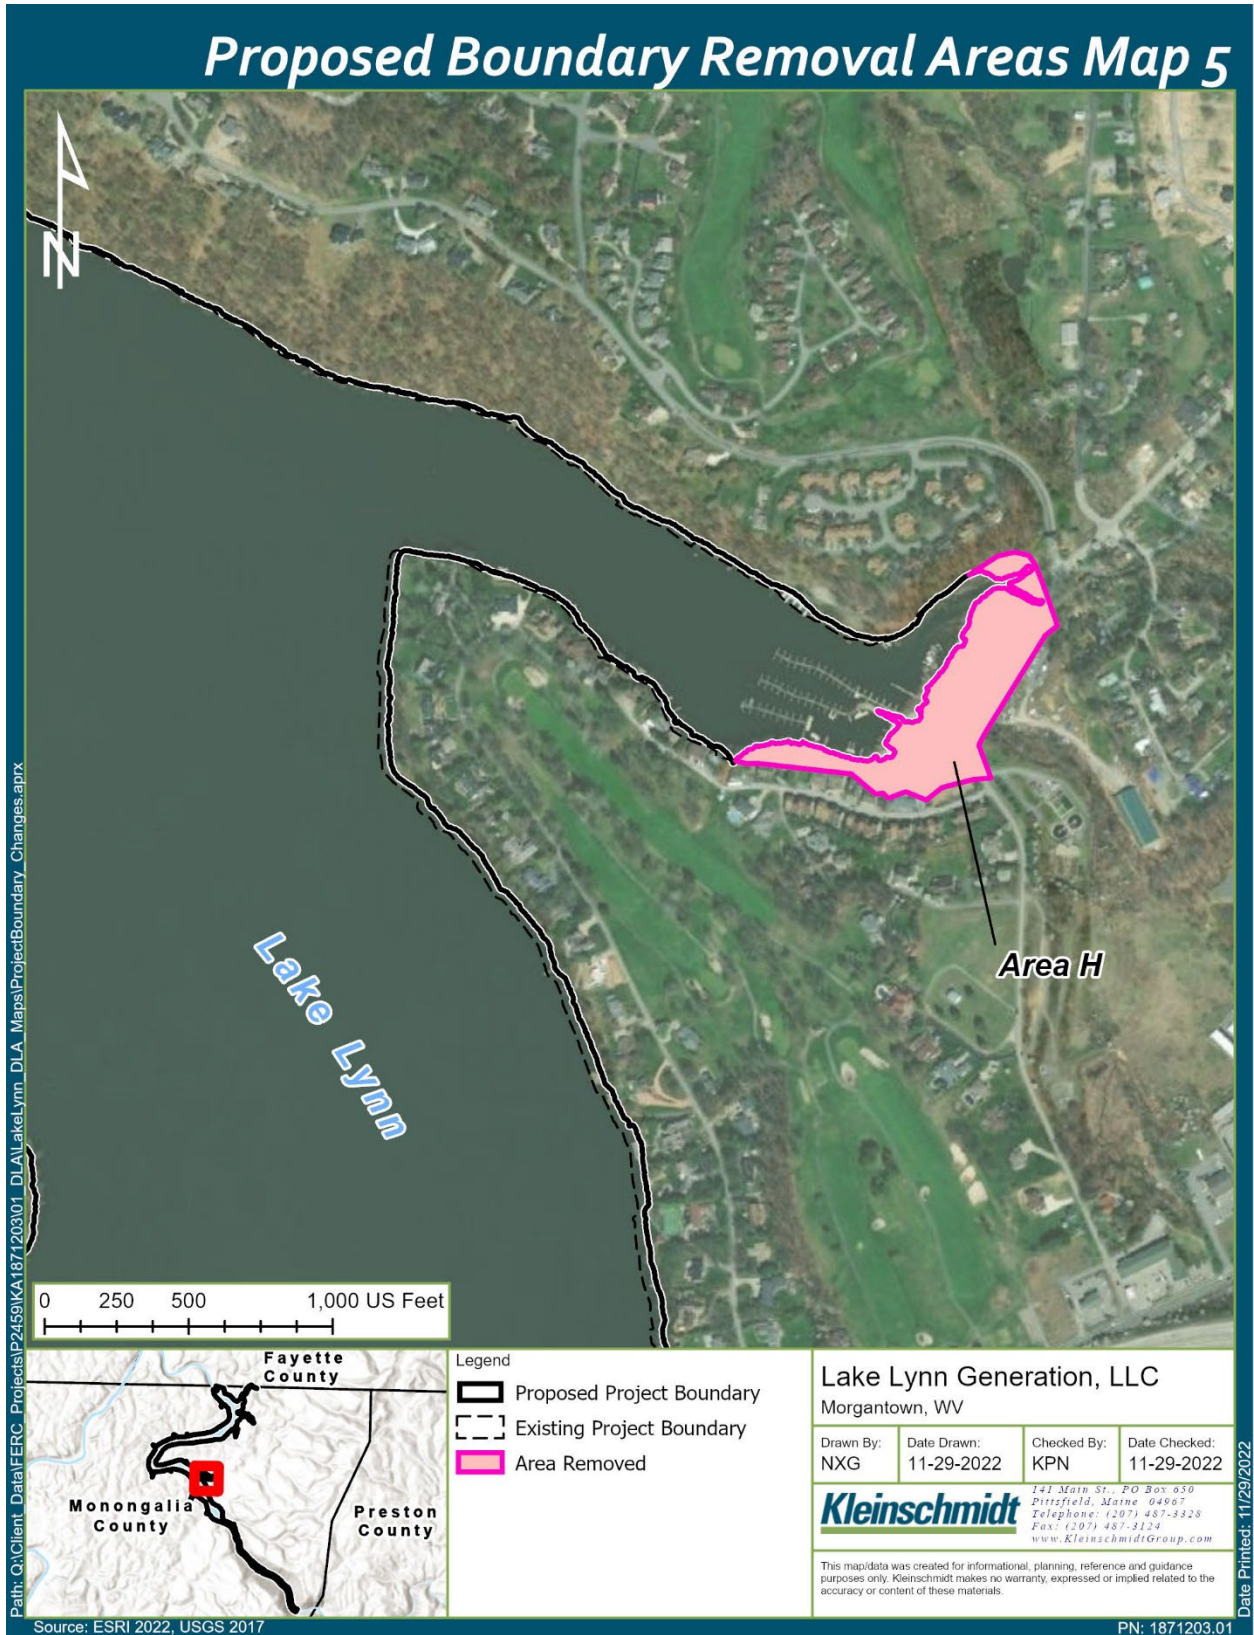 Proposed Boundary Removal Areas Map 5
N
Area H
Lake Lynn
0 250 500 1,000 US Feet
Fayette
County
Monongalia
County
Preston
County
Legend
Proposed Project Boundary
Existing Project Boundary
Area Removed
Lake Lynn Generation, LLC
Morgantown, WV
Drawn By:
NXG
Date Drawn:
11-29-2022
Checked By:
KPN
Date Checked:
11-29-2022
Kleinschmidt
141 Main St., PO Box 650
Pittsfield, Maine 04967
Telephone: (207) 487-3328
Fax: (207) 487-3124
www.KleinschmidtGroup.com
This map/data was created for informational, planning, reference and guidance
purposes only. Kleinschmidt makes no warranty, expressed or implied related to the
accuracy or content of these materials.
Path: Q:\Client_Data\FERC_Projects\P2459\KA1871203\01_DLA\LakeLynn_DLA_Maps\ProjectBoundary_Changes.aprx
Date Printed: 11/29/2022
Source: ESRI 2022, USGS 2017
PN: 1871203.01